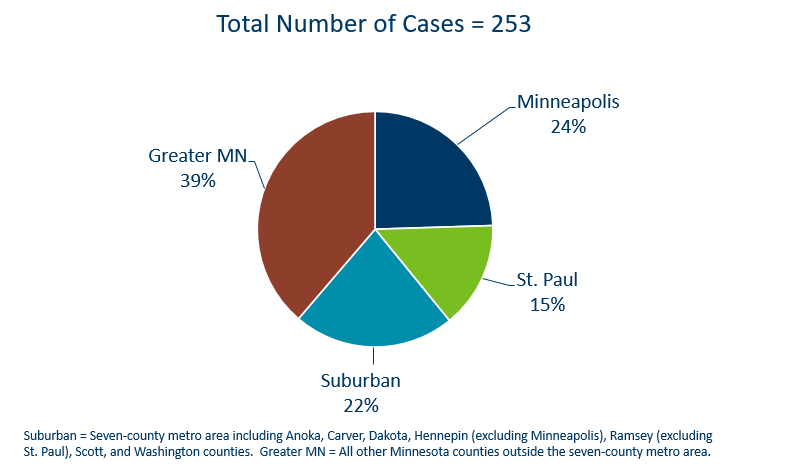 Total Number of Cases = 253
Minneapolis
24%
Greater MN
39%
St. Paul
15%
Suburban
22%
Suburban = Seven-county metro area including Anoka, Carver, Dakota, Hennepin (excluding Minneapolis), Ramsey (excluding
St. Paul), Scott, and Washington counties.  Greater MN = All other Minnesota counties outside the seven-county metro area.